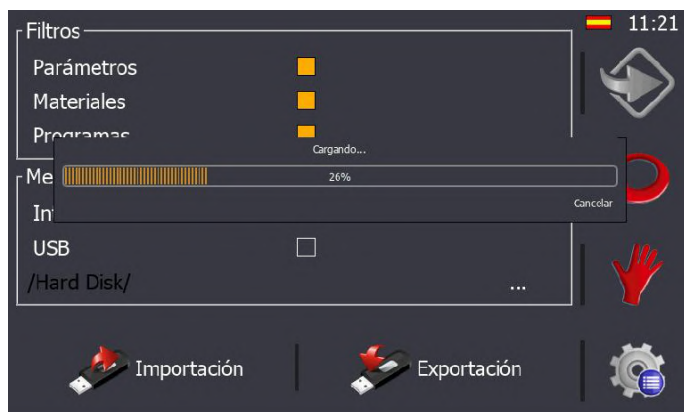 Filtros
11:21
Parámetros
Materiales
Programas
Cargando...
Me
26%
In
Cancelar
USB
/Hard Disk/
...
Importación
Exportación